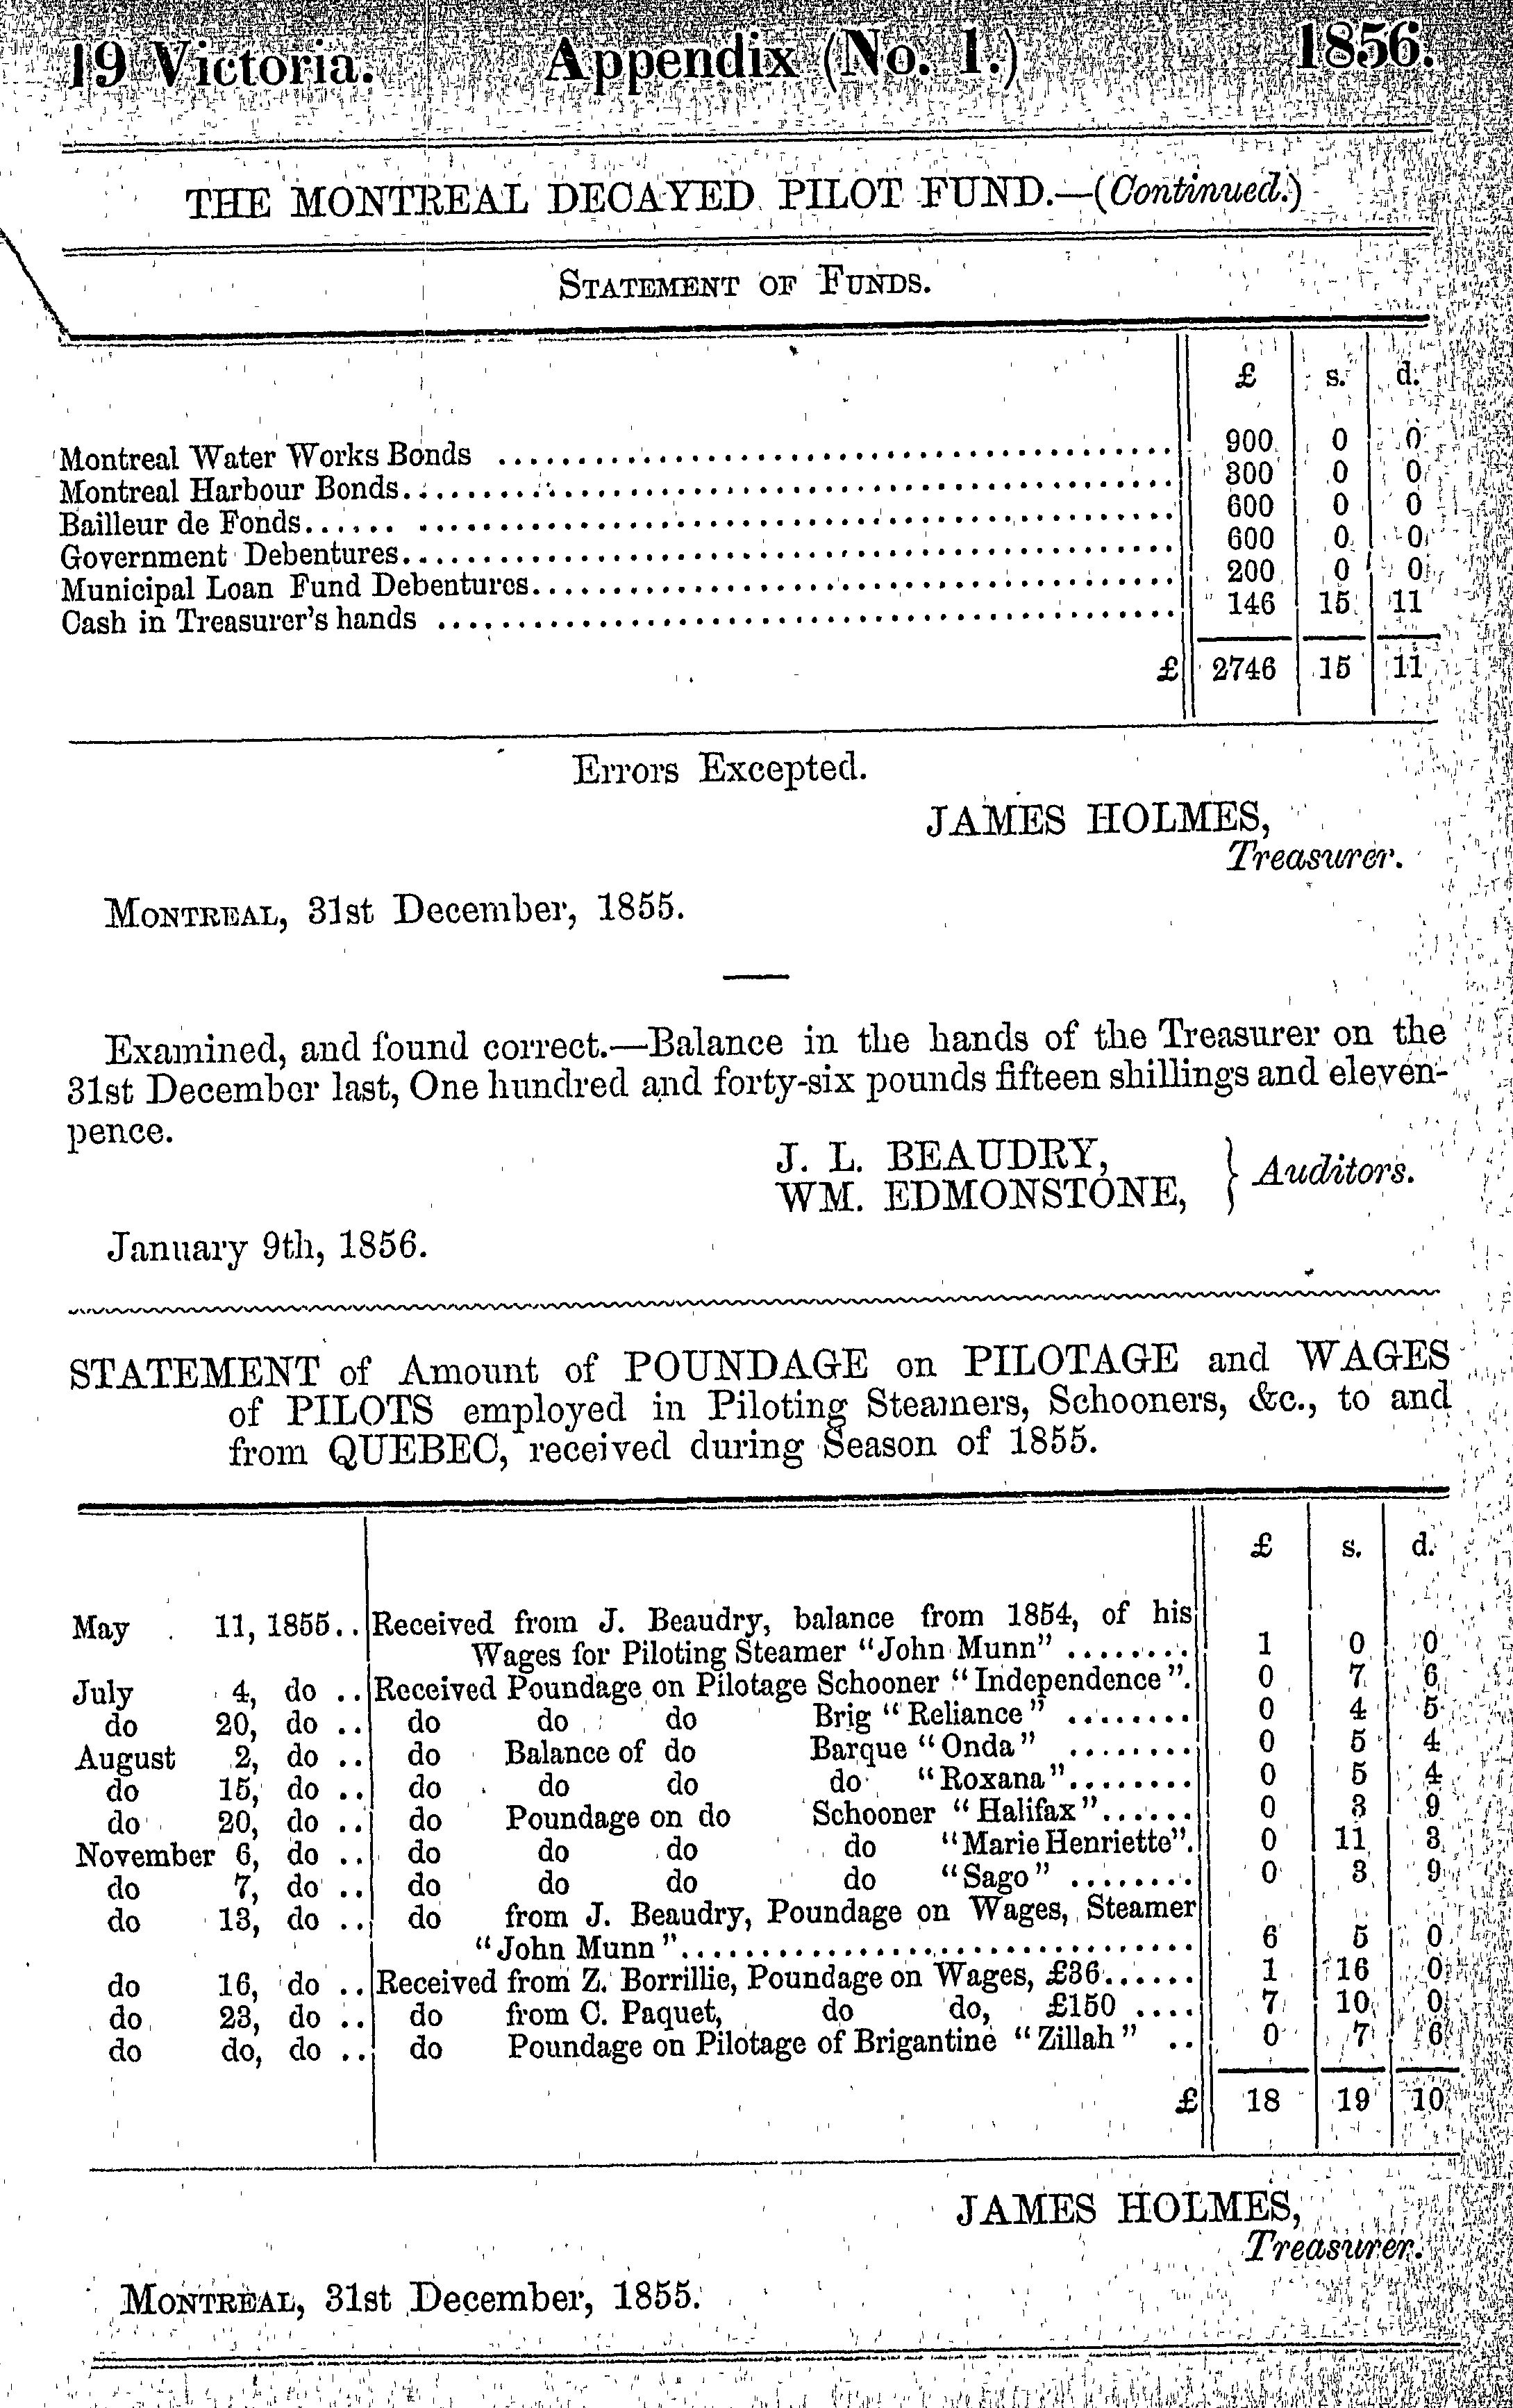 19 Victoria. Appendix (No. 1.) 1856.
THE MONTREAL DECAYED PILOT FUND.—(Continued.)
STATEMENT OF FUNDS.
£ s. d.
Montreal Water Works Bonds ........ 900 0 0
Montreal Harbour Bonds........ 300 0 0
Bailleur de Fonds........ 600 0 0
Government Debentures........ 600 0 0
Municipal Loan Fund Debentures........ 200 0 0
Cash in Treasurer's hands ........ 146 15 11
£ 2746 15 11
Errors Excepted.
JAMES HOLMES,
Treasurer.
MONTREAL, 31st December, 1855.
Examined, and found correct.—Balance in the hands of the Treasurer on the
31st December last, One hundred and forty-six pounds fifteen shillings and eleven-
pence.
J. L. BEAUDRY,
WM. EDMONSTONE, } Auditors.
January 9th, 1856.
STATEMENT of Amount of POUNDAGE on PILOTAGE and WAGES
of PILOTS employed in Piloting Steamers, Schooners, &c., to and
from QUEBEC, received during Season of 1855.
£ s. d.
May 11, 1855.. Received from J. Beaudry, balance from 1854, of his
Wages for Piloting Steamer "John Munn" ........ 1 0 0
July 4, do .. Received Poundage on Pilotage Schooner "Independence". 0 7 6
do 20, do .. do do do Brig "Reliance" ........ 0 4 5
August 2, do .. do Balance of do Barque "Onda" ........ 0 5 4
do 15, do .. do do do do "Roxana"........ 0 5 4
do 20, do .. do Poundage on do Schooner "Halifax"...... 0 3 9
November 6, do .. do do do do "Marie Henriette". 0 11 3
do 7, do .. do do do do "Sago" ........ 0 3 9
do 13, do .. do from J. Beaudry, Poundage on Wages, Steamer
"John Munn"........ 6 5 0
do 16, do .. Received from Z. Borrillie, Poundage on Wages, £36...... 1 16 0
do 23, do .. do from C. Paquet, do do, £150 .... 7 10 0
do do, do .. do Poundage on Pilotage of Brigantine "Zillah" .. 0 7 6
£ 18 19 10
JAMES HOLMES,
Treasurer.
MONTREAL, 31st December, 1855.